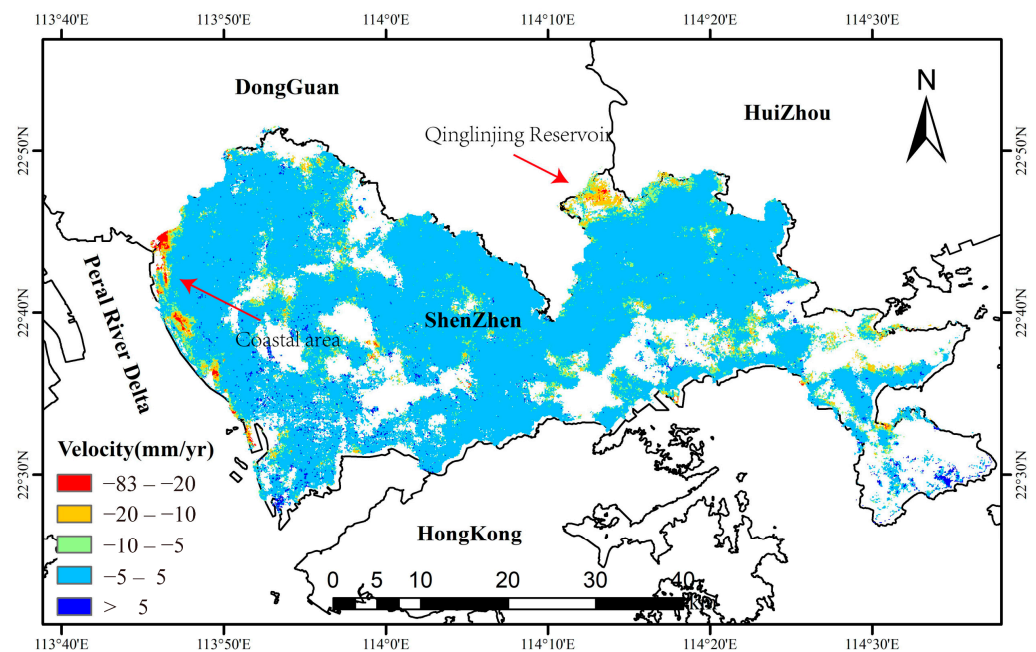 113°40'E 113°50'E 114°0'E 114°10'E 114°20'E 114°30'E
N
DongGuan
HuiZhou
Qinglinjing Reservoir
22°50'N
22°50'N
Peral River Delta
22°40'N
22°40'N
ShenZhen
Coastal area
Velocity(mm/yr)
−83 – −20
−20 – −10
−10 – −5
−5 – 5
> 5
22°30'N
22°30'N
HongKong
0 5 10 20 30 40
km
113°40'E 113°50'E 114°0'E 114°10'E 114°20'E 114°30'E